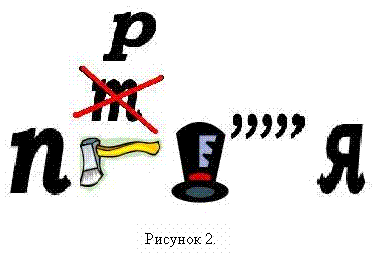 р
т
п Е ,,,,, я
Рисунок 2.